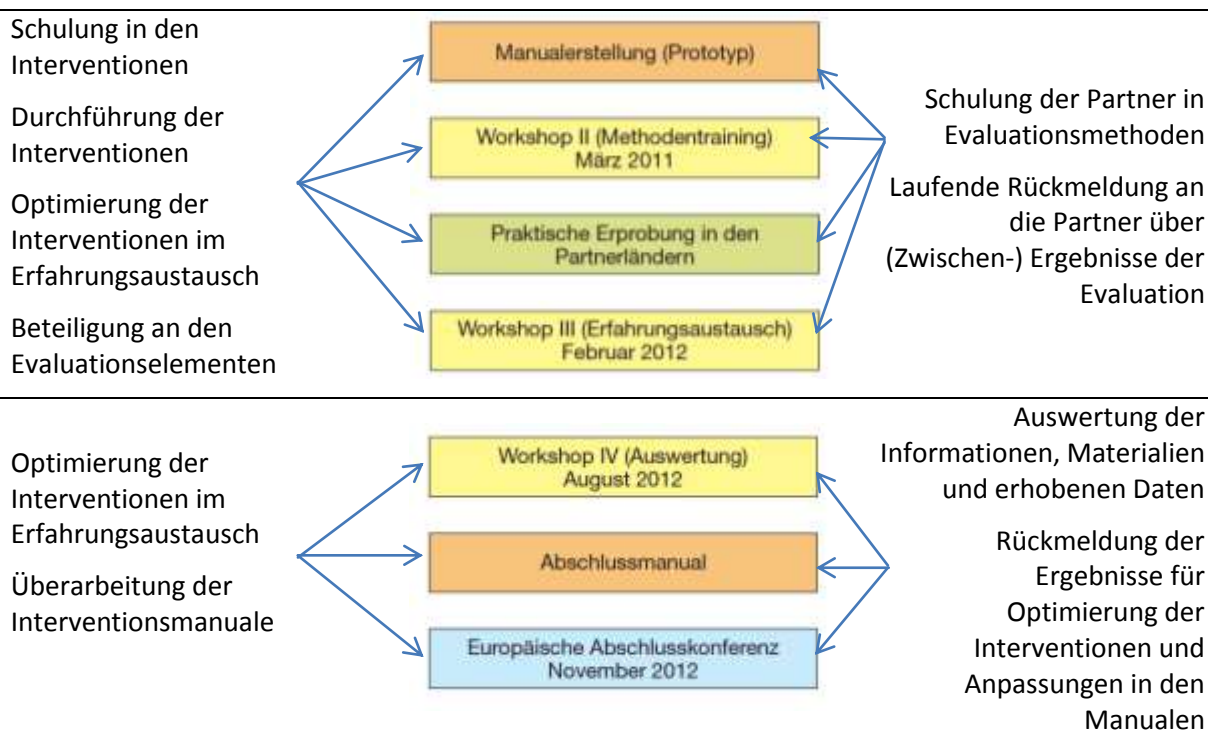 Schulung in den
Interventionen
Durchführung der
Interventionen
Optimierung der
Interventionen im
Erfahrungsaustausch
Beteiligung an den
Evaluationselementen
Manualerstellung (Prototyp)
Workshop II (Methodentraining)
März 2011
Praktische Erprobung in den
Partnerländern
Workshop III (Erfahrungsaustausch)
Februar 2012
Schulung der Partner in
Evaluationsmethoden
Laufende Rückmeldung an
die Partner über
(Zwischen-) Ergebnisse der
Evaluation
Optimierung der
Interventionen im
Erfahrungsaustausch
Überarbeitung der
Interventionsmanuale
Workshop IV (Auswertung)
August 2012
Abschlussmanual
Europäische Abschlusskonferenz
November 2012
Auswertung der
Informationen, Materialien
und erhobenen Daten
Rückmeldung der
Ergebnisse für
Optimierung der
Interventionen und
Anpassungen in den
Manualen